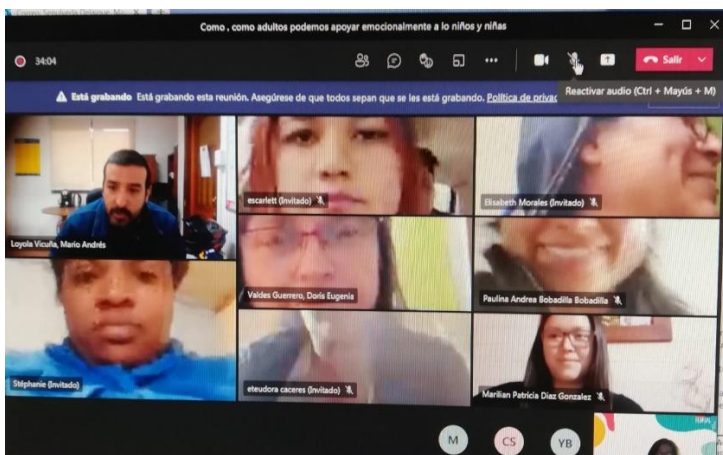 Como , como adultos podemos apoyar emocionalmente a lo niños y niñas
34:04
Salir
Está grabando Está grabando esta reunión. Asegúrese de que todos sepan que se les está grabando. Política de privac
Reactivar audio (Ctrl + Mayús + M)
Loyola Vicuña, Mario Andrés
escarlett (Invitado)
Elisabeth Morales (Invitado)
Valdes Guerrero, Doris Eugenia
Paulina Andrea Bobadilla Bobadilla
Stéphanie (Invitado)
eteudora caceres (Invitado)
Marilian Patricia Diaz Gonzalez
M
CS
YB